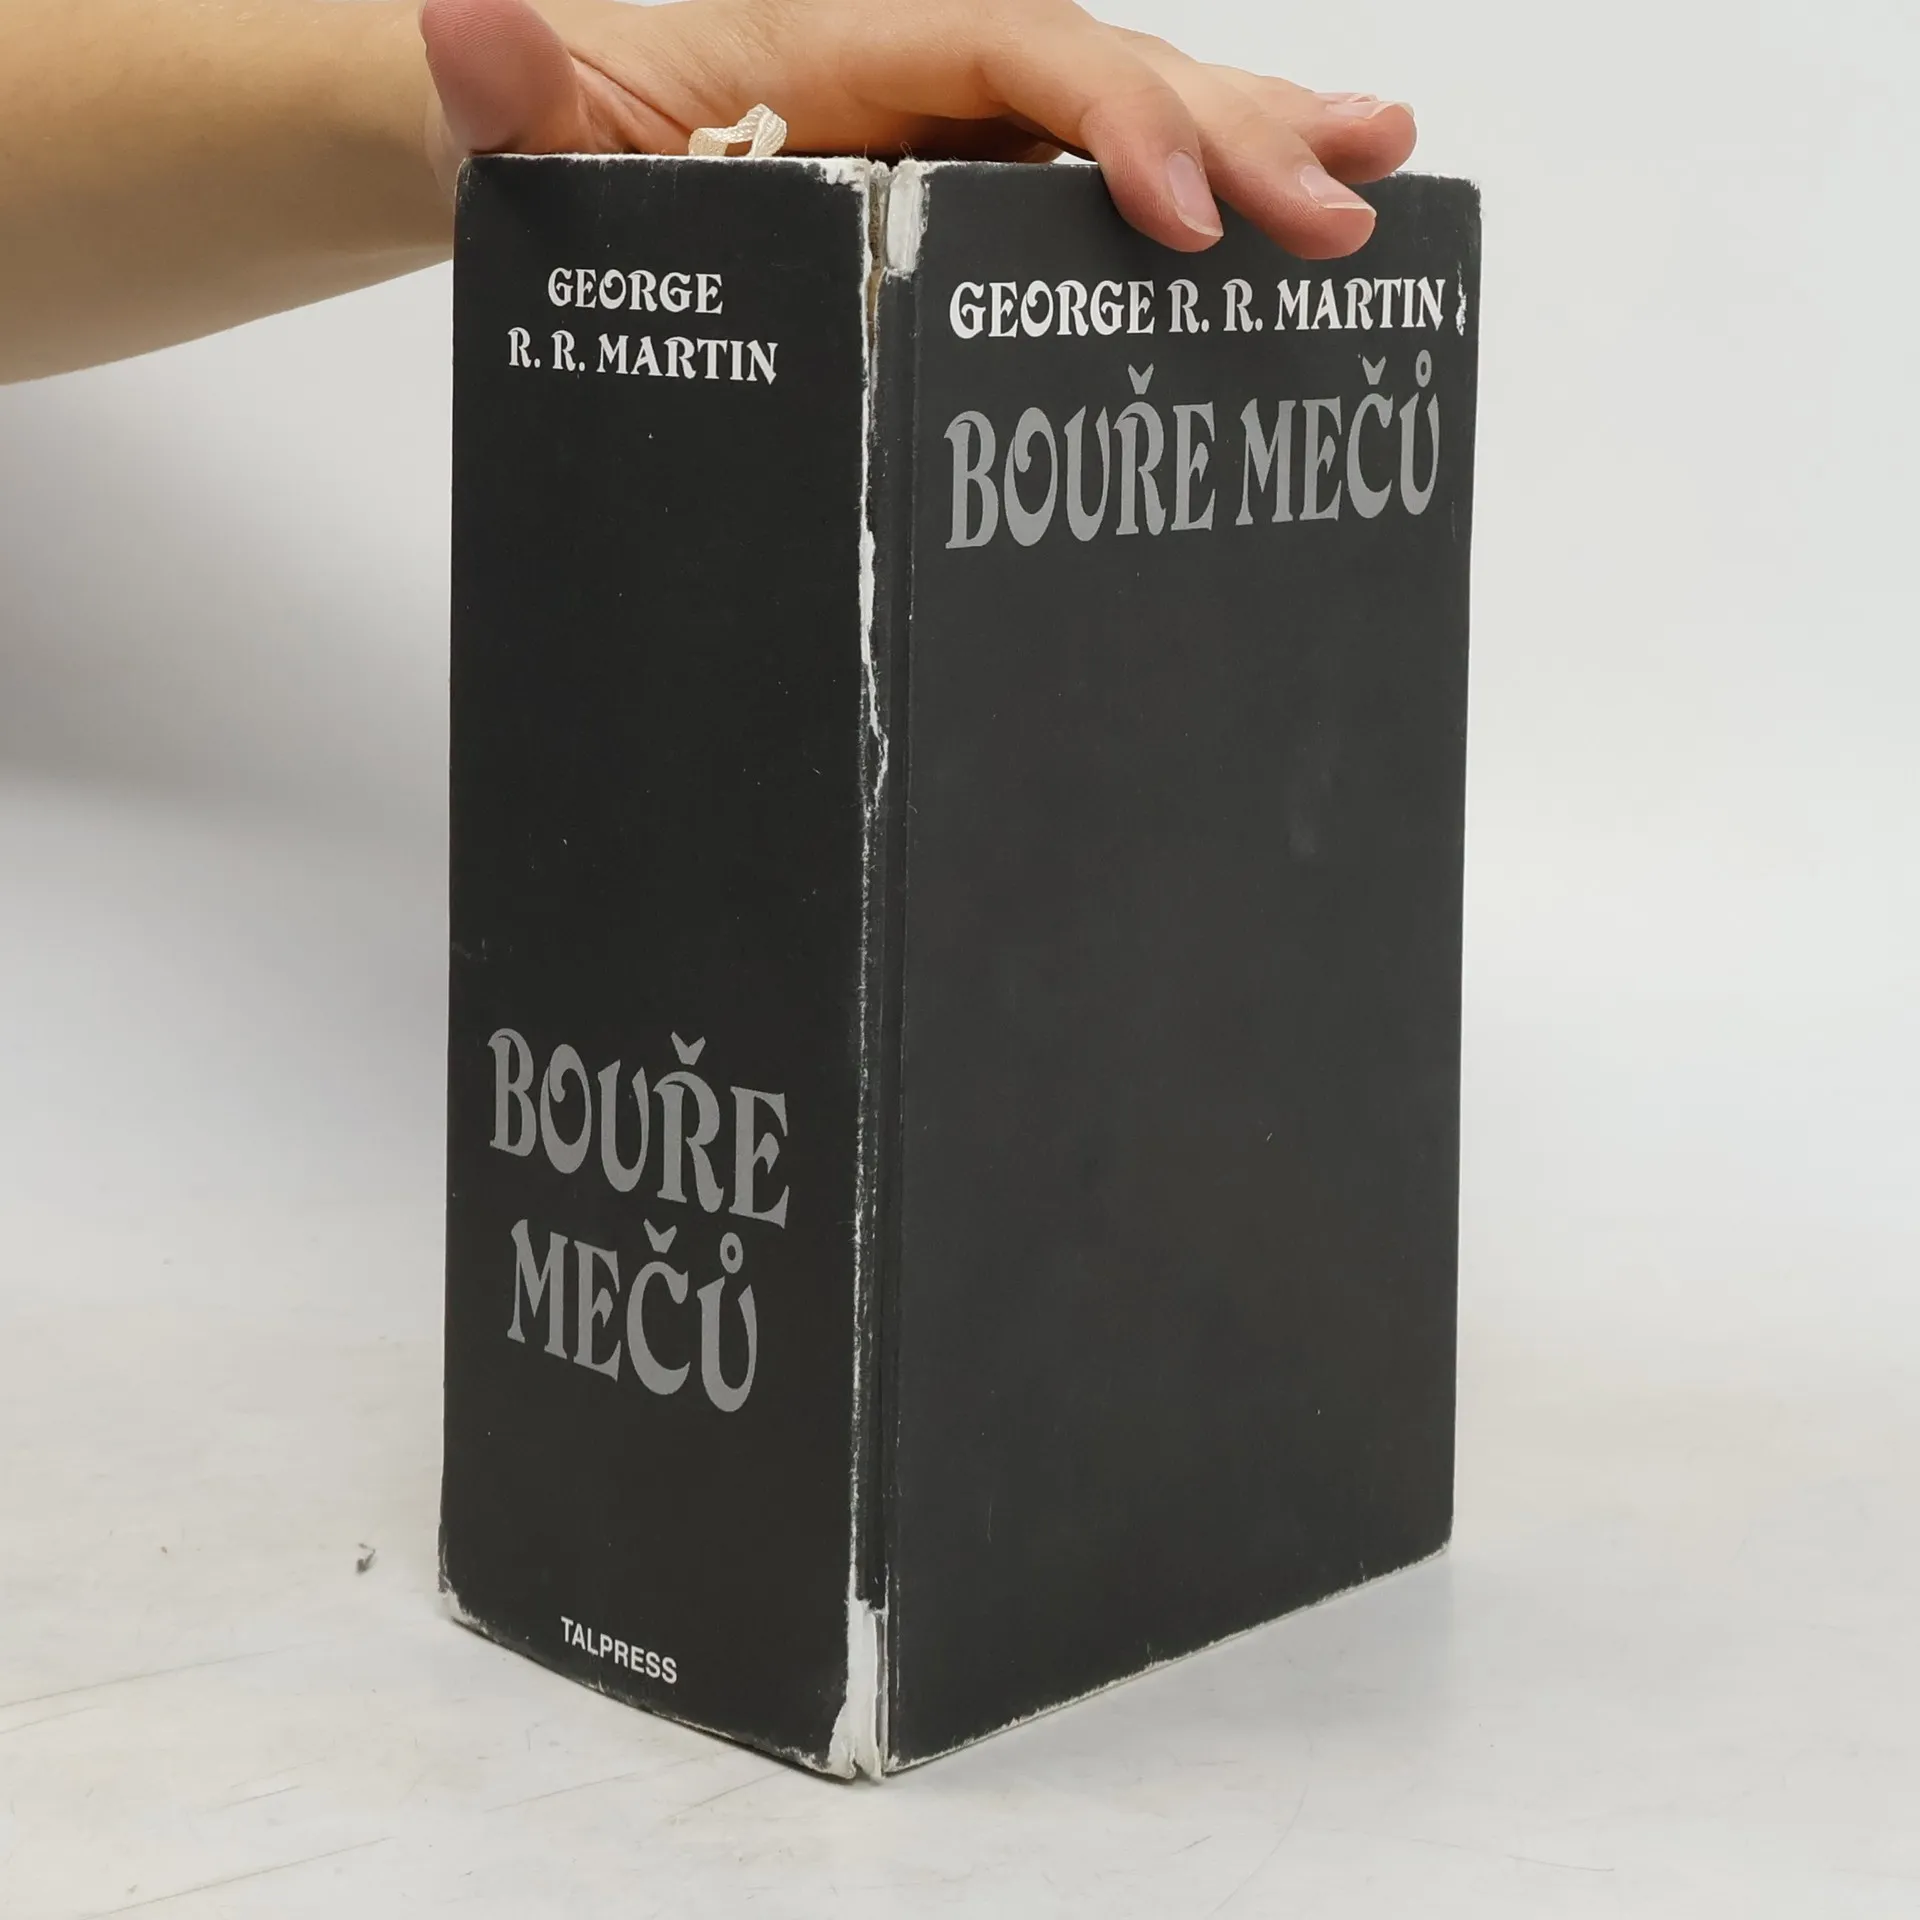 GEORGE
R. R. MARTIN
BOUŘE
MEČŮ
TALPRESS
GEORGE R. R. MARTIN
BOUŘE MEČŮ